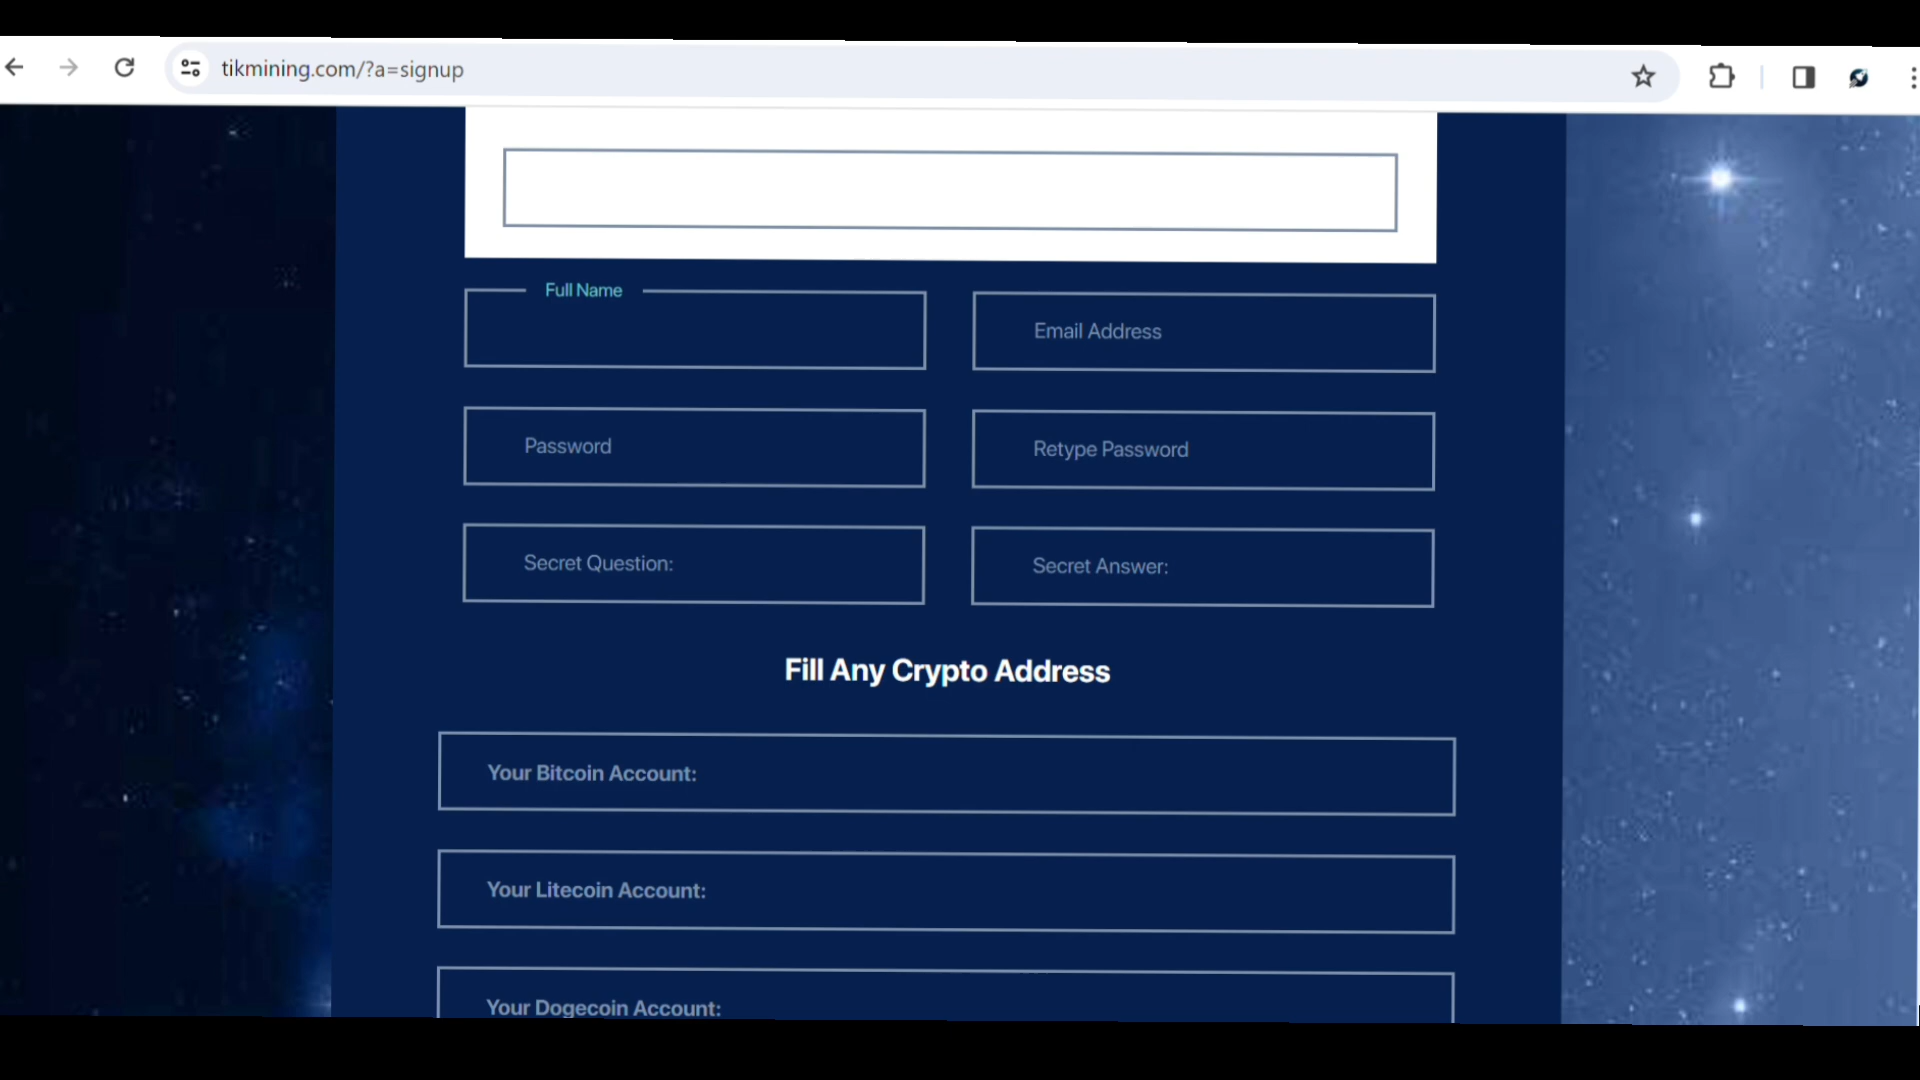 tikmining.com/?a=signup
Full Name
Email Address
Password
Retype Password
Secret Question:
Secret Answer:
Fill Any Crypto Address
Your Bitcoin Account:
Your Litecoin Account:
Your Dogecoin Account: